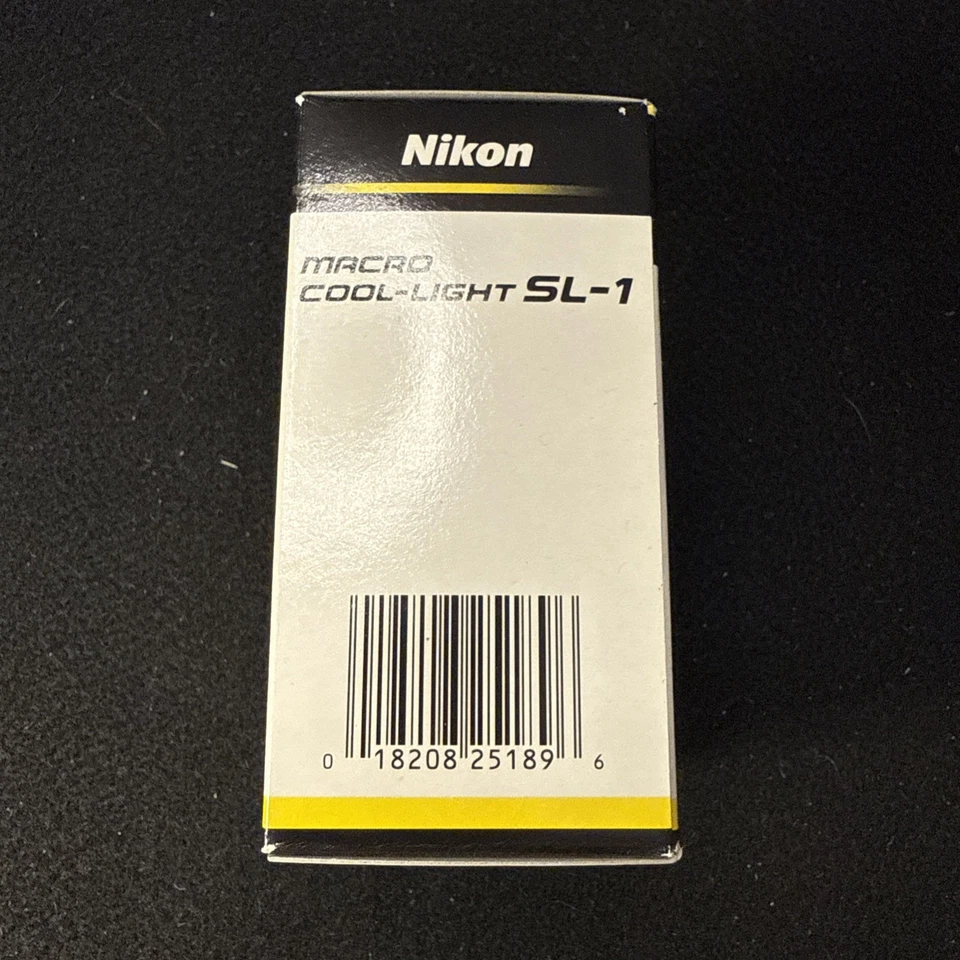 Nikon
MACRO
COOL-LIGHT SL-1
0 18208 25189 6